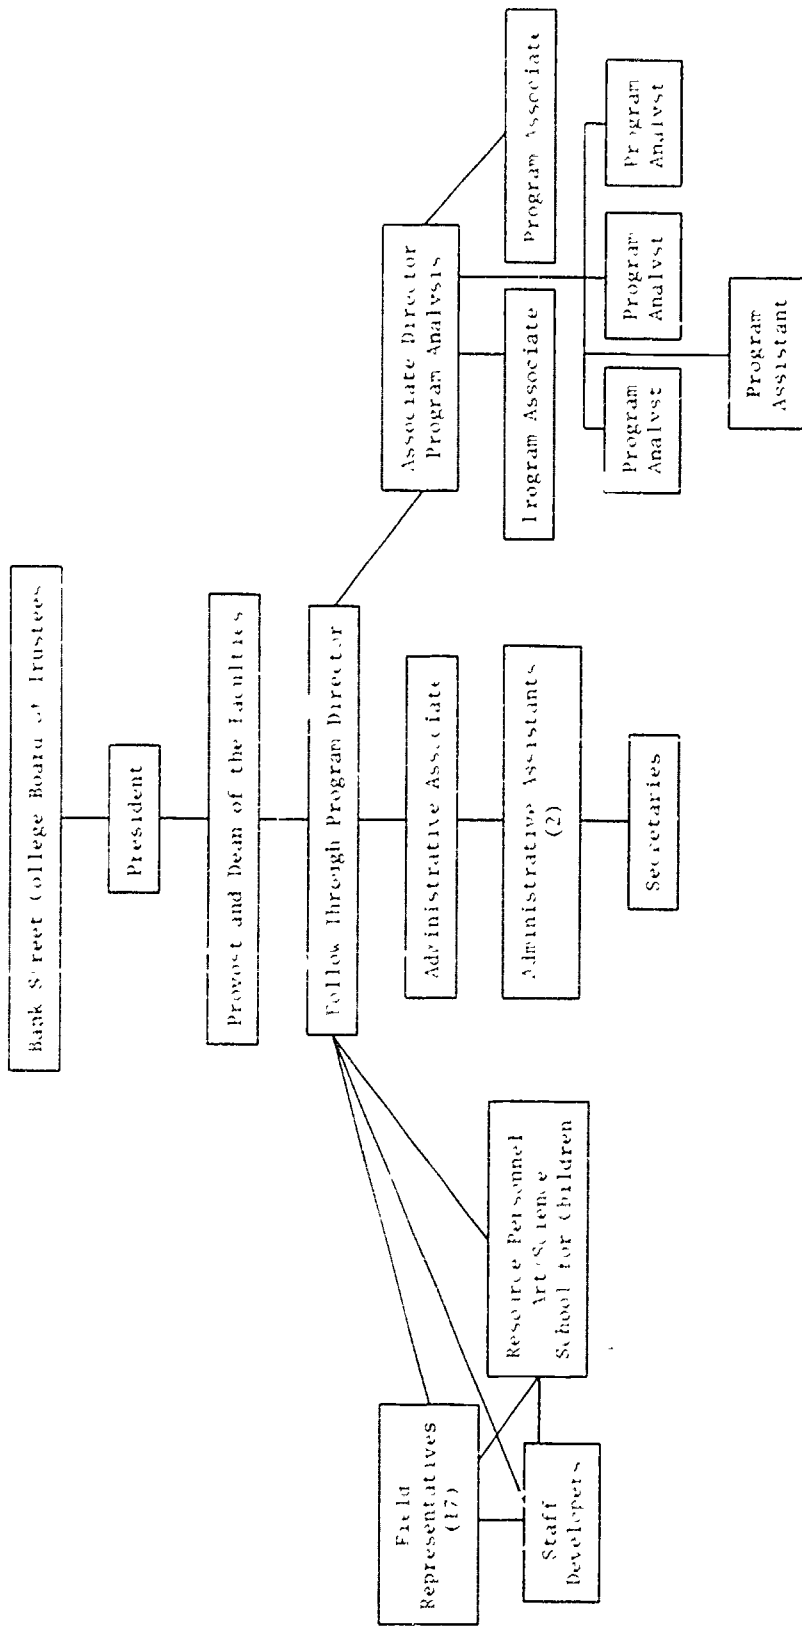 Bank Street College Board of Trustees
President
Provost and Dean of the Faculties
Follow Through Program Director
Field
Representatives
(17)
Staff
Developers
Resource Personnel
Art/Science
School for Children
Administrative Associate
Administrative Assistants
(2)
Secretaries
Associate Director
Program Analysis
Program Associate
Program Associate
Program
Analyst
Program
Analyst
Program
Analyst
Program
Assistant